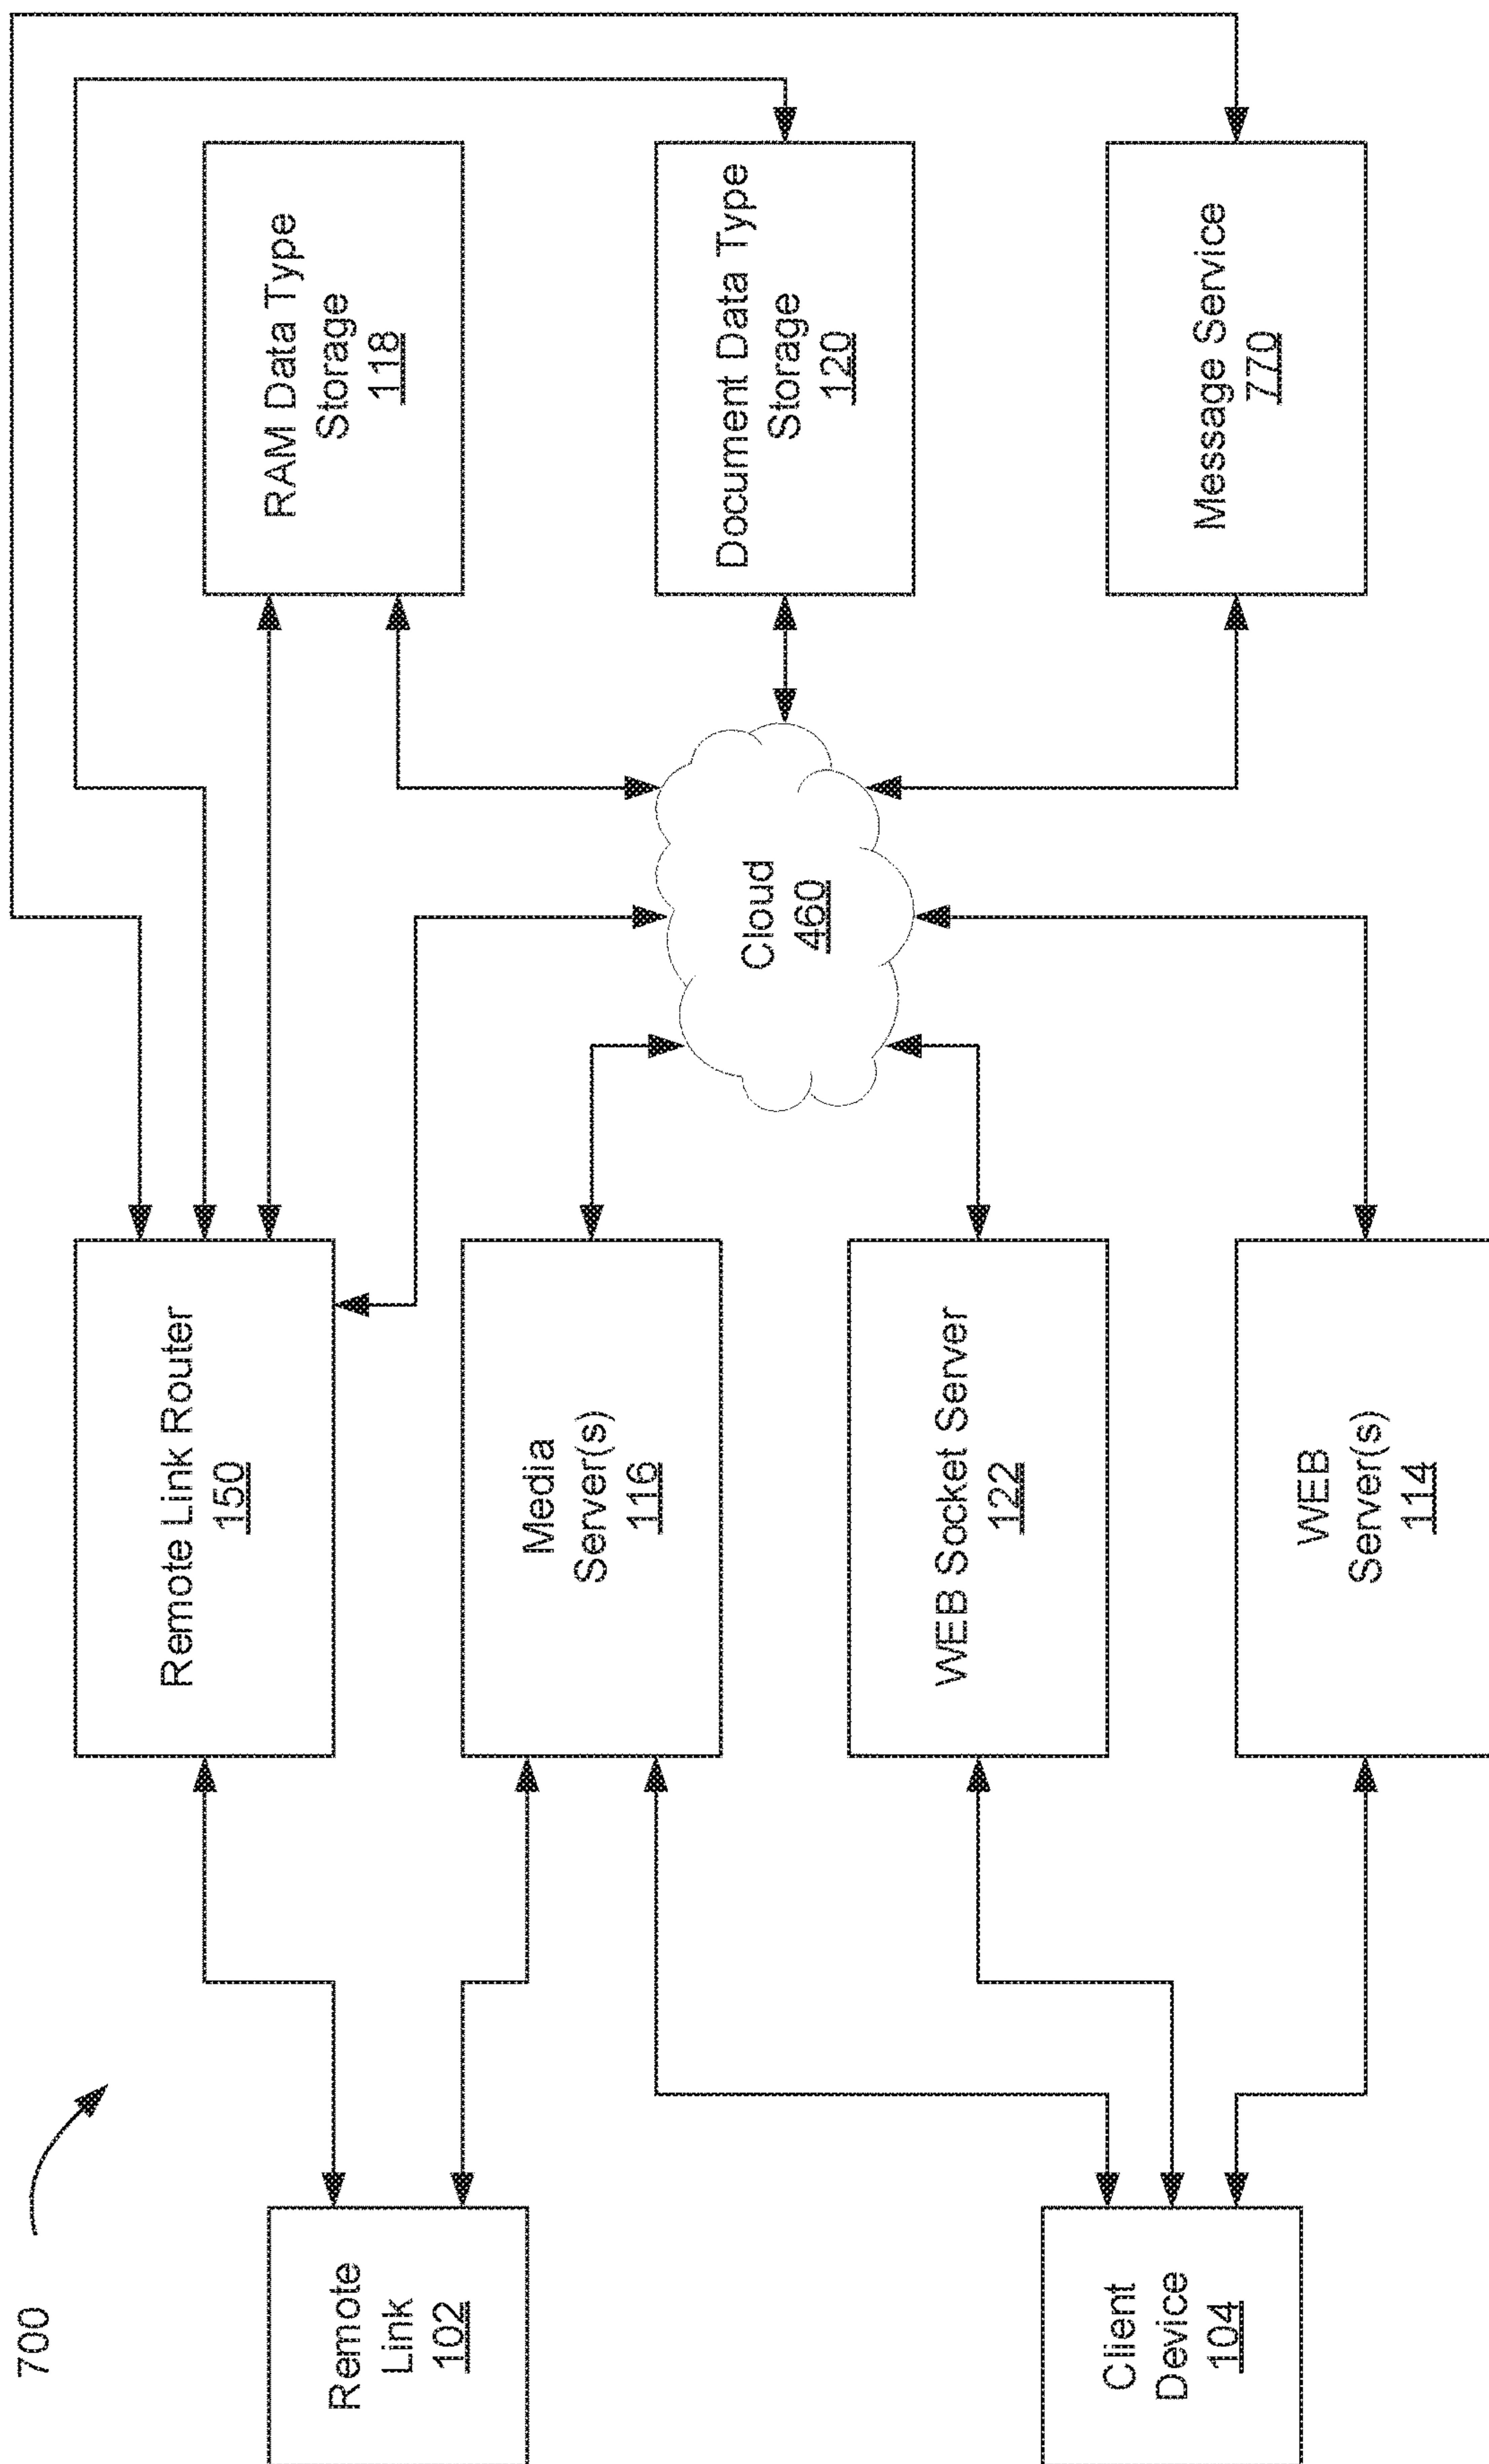 700
Remote
Link
102
Client
Device
104
Remote Link Router
150
Media
Server(s)
116
WEB Socket Server
122
WEB
Server(s)
114
Cloud
460
RAM Data Type
Storage
118
Document Data Type
Storage
120
Message Service
770